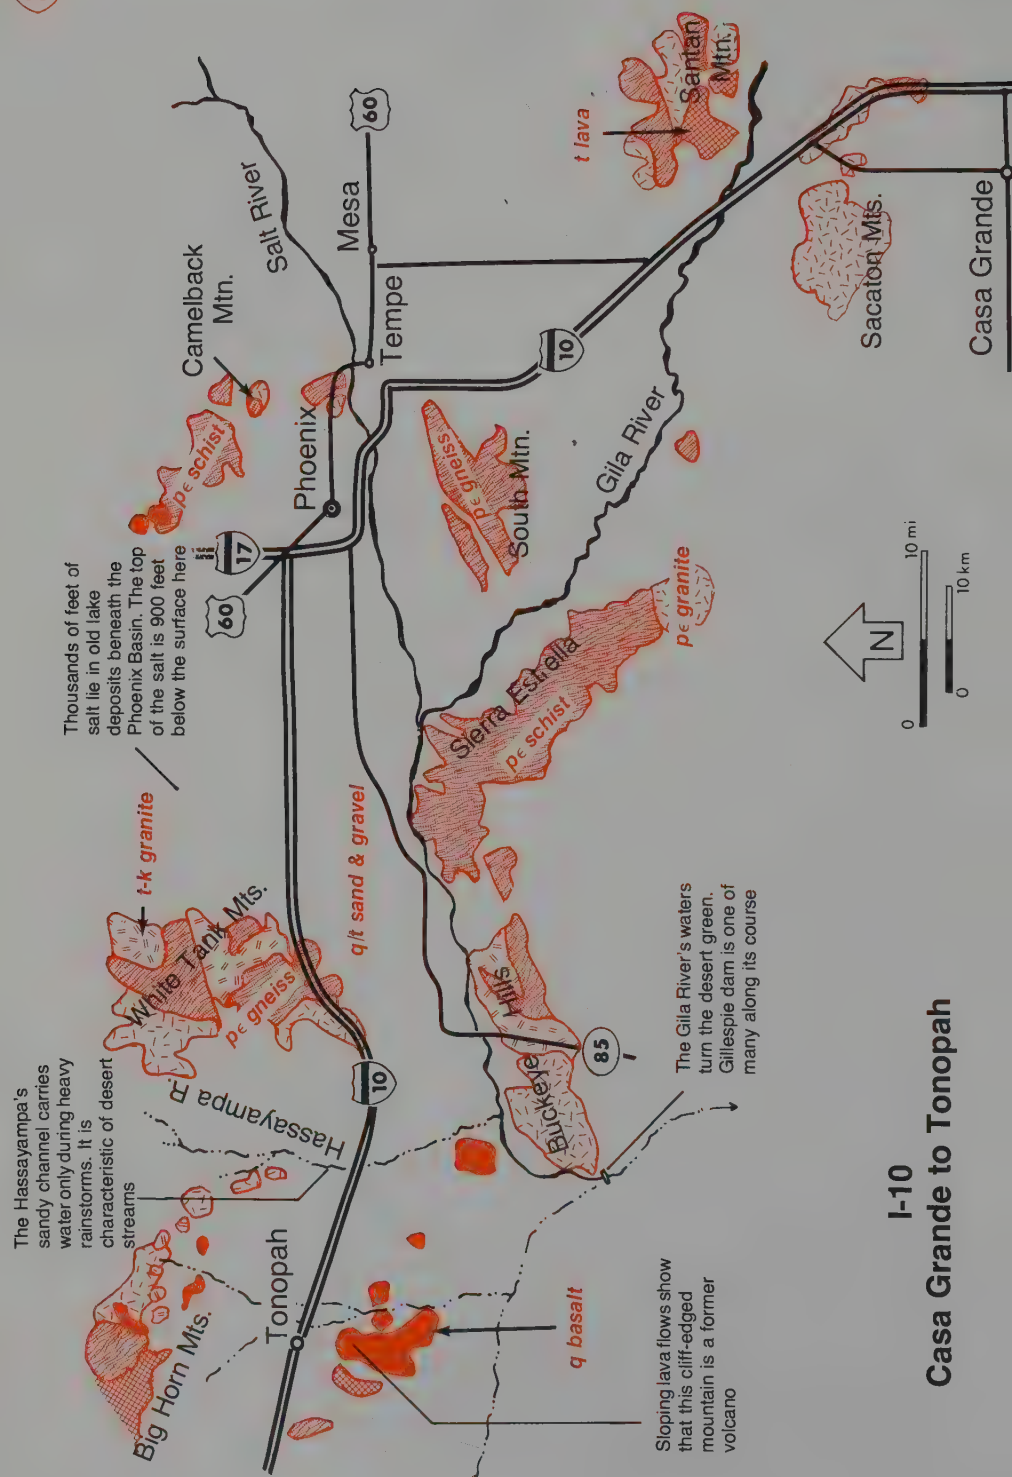 The Hassayampa's
sandy channel carries
water only during heavy
rainstorms. It is
characteristic of desert
streams
Thousands of feet of
salt lie in old lake
deposits beneath the
Phoenix Basin. The top
of the salt is 900 feet
below the surface here
Big Horn Mts.
Tonopah
Hassayampa R.
10
White Tank Mts.
t-k granite
pє gneiss
q/t sand & gravel
60
17
Phoenix
pє schist
Camelback
Mtn.
Salt River
Mesa
60
Tempe
10
pє gneiss
South Mtn.
Gila River
Sierra Estrella
pє schist
pє granite
Buckeye
Hills
85
t lava
Santan
Mtn.
Sacaton Mts.
Casa Grande
q basalt
Sloping lava flows show
that this cliff-edged
mountain is a former
volcano
The Gila River's waters
turn the desert green.
Gillespie dam is one of
many along its course
N
0
10 mi
0
10 km
I-10
Casa Grande to Tonopah